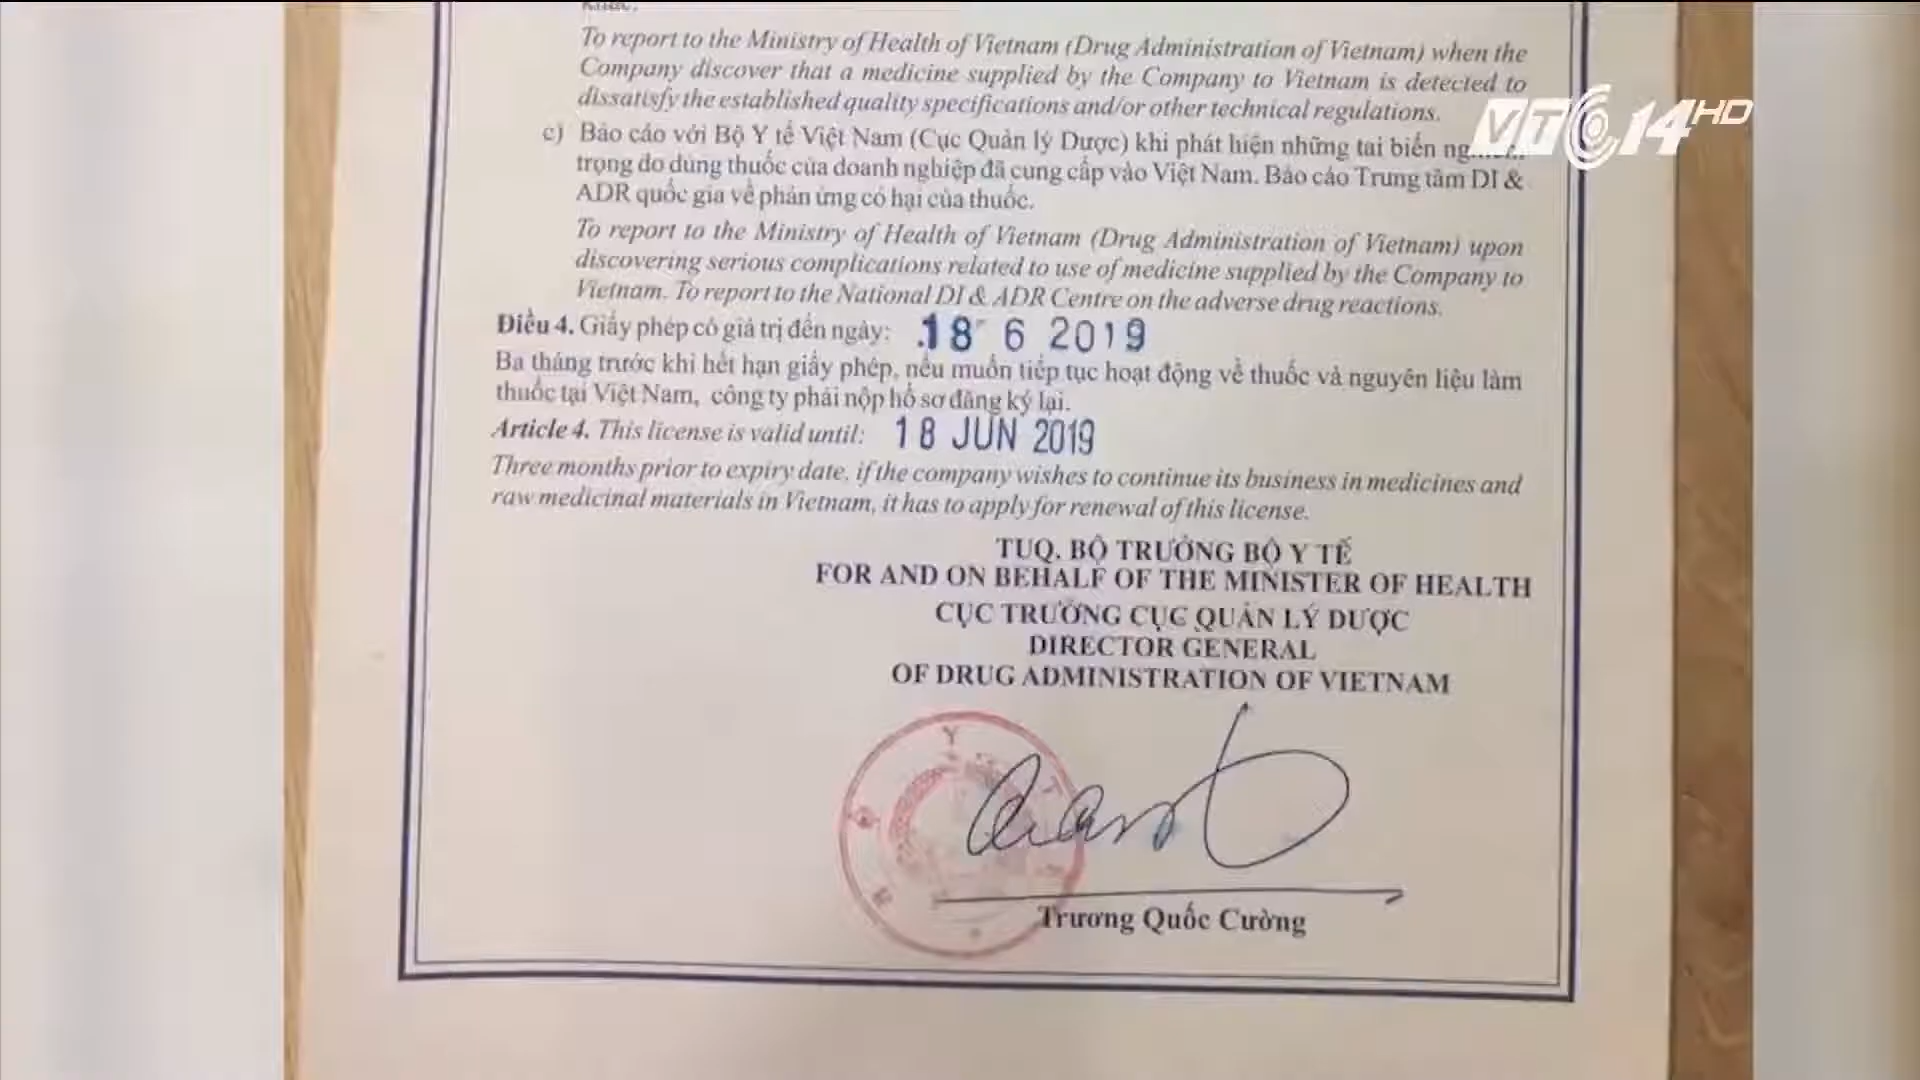 To report to the Ministry of Health of Vietnam (Drug Administration of Vietnam) when the
Company discover that a medicine supplied by the Company to Vietnam is detected to
dissatisfy the established quality specifications and/or other technical regulations.
VTC14 HD
c) Báo cáo với Bộ Y tế Việt Nam (Cục Quản lý Dược) khi phát hiện những tai biến
trọng do dùng thuốc của doanh nghiệp đã cung cấp vào Việt Nam. Báo cáo Trung tâm DI &
ADR quốc gia về phản ứng có hại của thuốc.
To report to the Ministry of Health of Vietnam (Drug Administration of Vietnam) upon
discovering serious complications related to use of medicine supplied by the Company to
Vietnam. To report to the National DI & ADR Centre on the adverse drug reactions.
Điều 4. Giấy phép có giá trị đến ngày: 18 6 2019
Ba tháng trước khi hết hạn giấy phép, nếu muốn tiếp tục hoạt động về thuốc và nguyên liệu làm
thuốc tại Việt Nam, công ty phải nộp hồ sơ đăng ký lại.
Article 4. This license is valid until: 18 JUN 2019
Three months prior to expiry date, if the company wishes to continue its business in medicines and
raw medicinal materials in Vietnam, it has to apply for renewal of this license.
TUQ. BỘ TRƯỞNG BỘ Y TẾ
FOR AND ON BEHALF OF THE MINISTER OF HEALTH
CỤC TRƯỞNG CỤC QUẢN LÝ DƯỢC
DIRECTOR GENERAL
OF DRUG ADMINISTRATION OF VIETNAM
Trương Quốc Cường